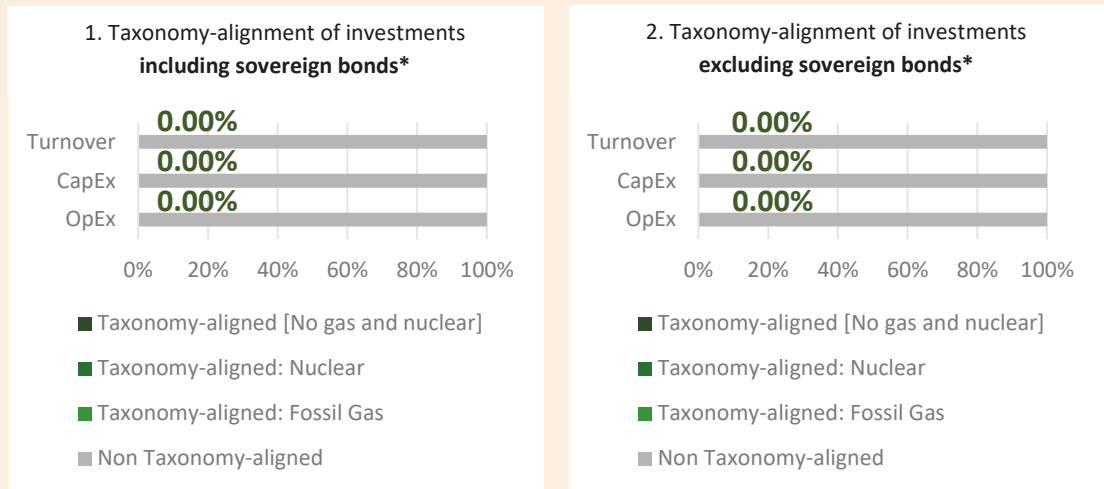 1. Taxonomy-alignment of investments
including sovereign bonds*
0.00%
Turnover
0.00%
CapEx
0.00%
OpEx
0% 20% 40% 60% 80% 100%
Taxonomy-aligned [No gas and nuclear]
Taxonomy-aligned: Nuclear
Taxonomy-aligned: Fossil Gas
Non Taxonomy-aligned
2. Taxonomy-alignment of investments
excluding sovereign bonds*
0.00%
Turnover
0.00%
CapEx
0.00%
OpEx
0% 20% 40% 60% 80% 100%
Taxonomy-aligned [No gas and nuclear]
Taxonomy-aligned: Nuclear
Taxonomy-aligned: Fossil Gas
Non Taxonomy-aligned